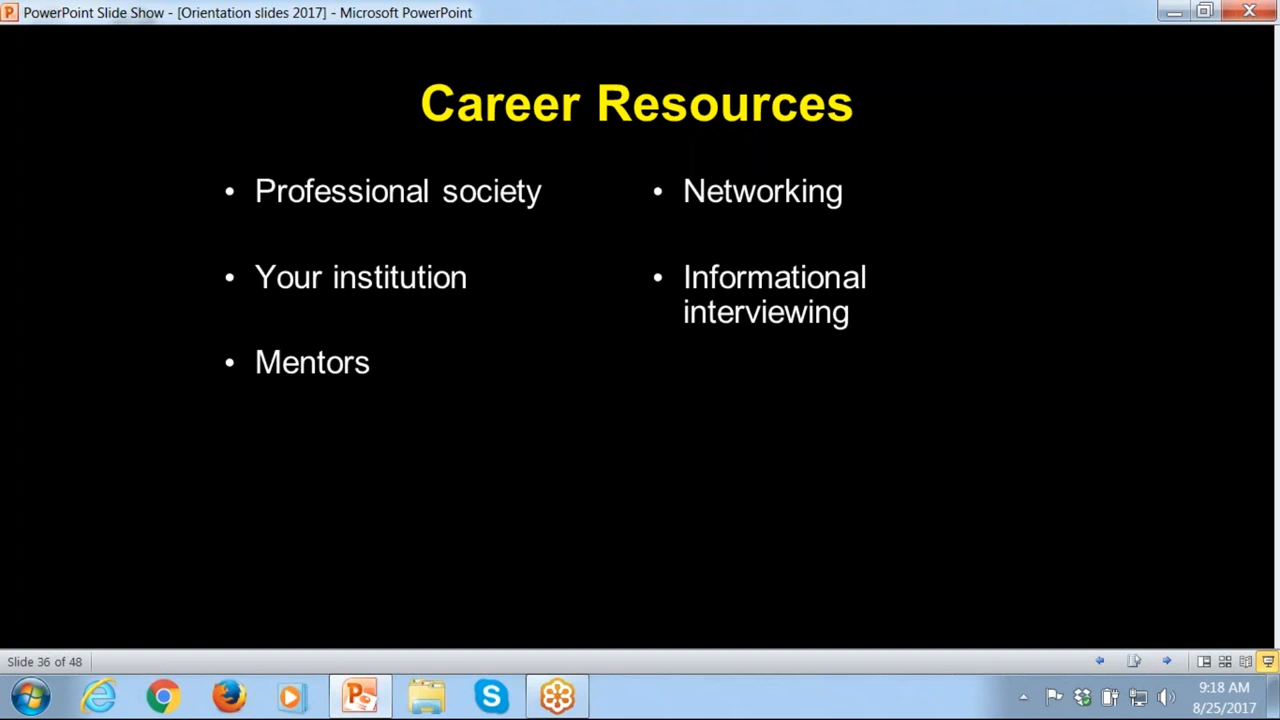 PowerPoint Slide Show - [Orientation slides 2017] - Microsoft PowerPoint
Career Resources
• Professional society
• Your institution
• Mentors
• Networking
• Informational
interviewing
Slide 36 of 48
9:18 AM
8/25/2017